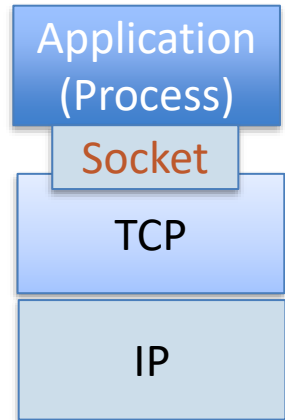 Application
(Process)
Socket
TCP
IP